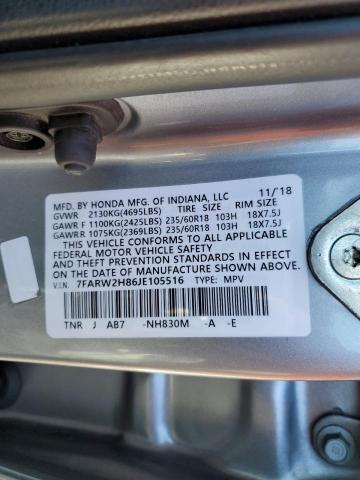 MFD. BY HONDA MFG. OF INDIANA, LLC 11/'18
GVWR 2130KG(4695LBS) TIRE SIZE RIM SIZE
GAWR F 1100KG(2425LBS) 235/60R18 103H 18X7.5J
GAWR R 1075KG(2369LBS) 235/60R18 103H 18X7.5J
THIS VEHICLE CONFORMS TO ALL APPLICABLE
FEDERAL MOTOR VEHICLE SAFETY
AND THEFT PREVENTION STANDARDS IN EFFECT
ON THE DATE OF MANUFACTURE SHOWN ABOVE.
V.I.N. 7FARW2H86JE105516 TYPE: MPV
TNR J AB7 -NH830M -A -E